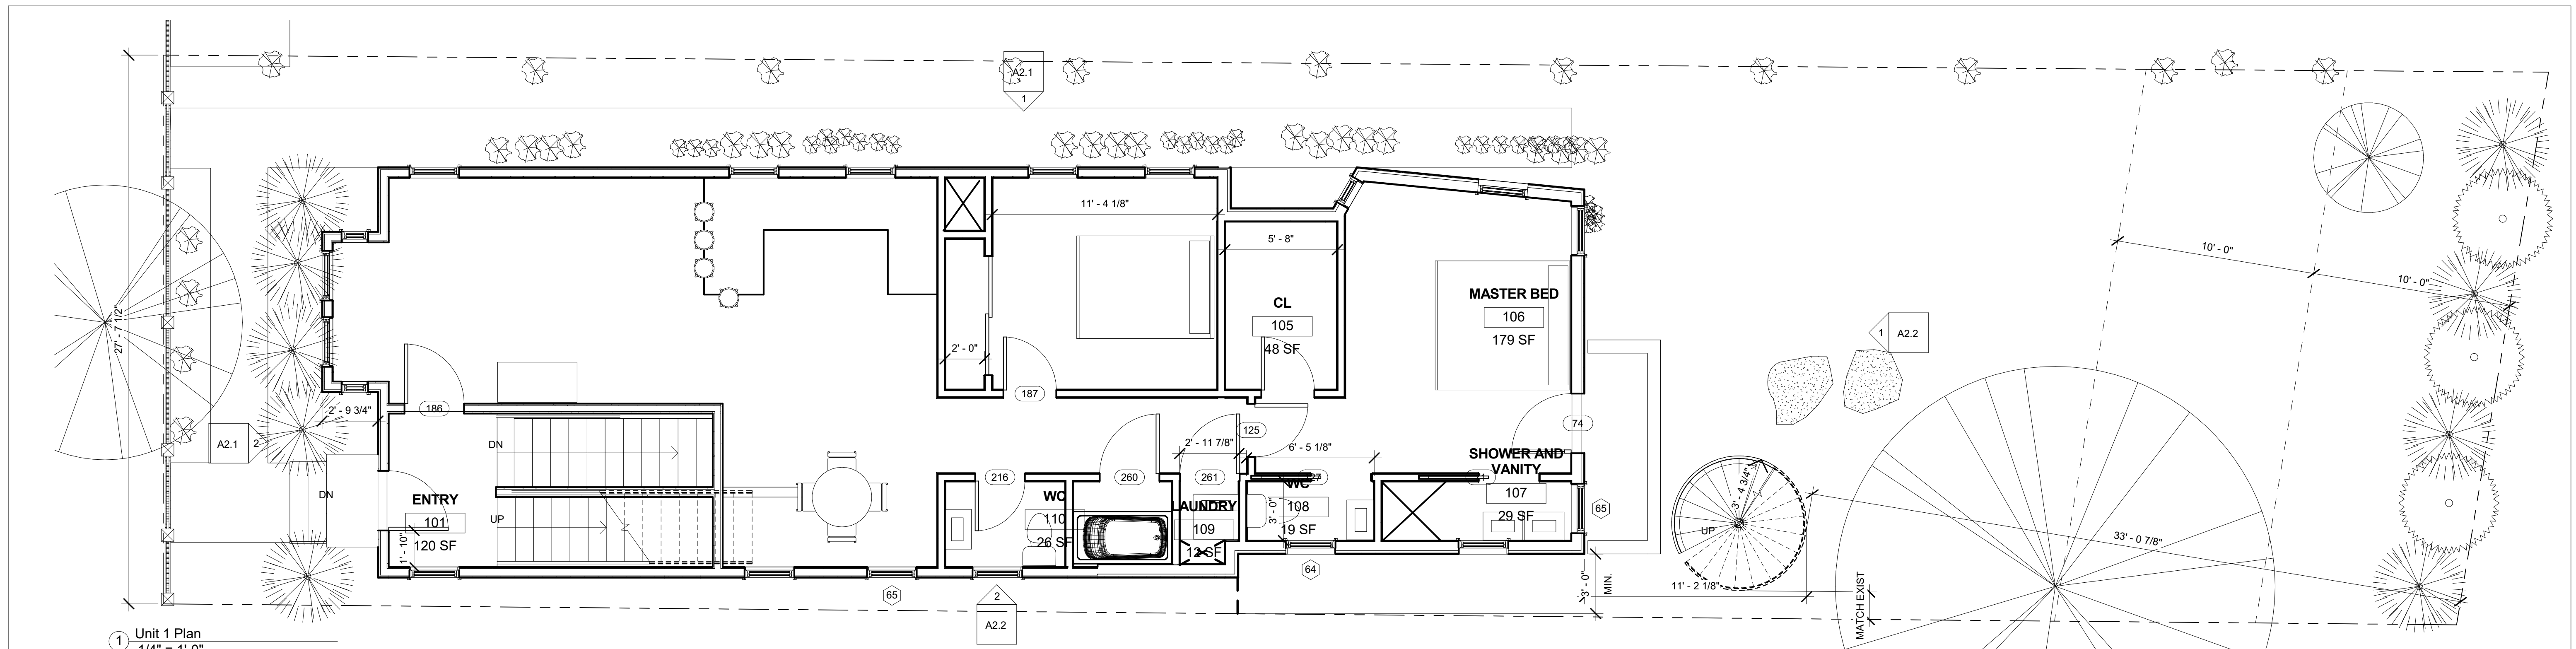 A2.1
1
11' - 4 1/8"
5' - 8"
10' - 0"
10' - 0"
27' - 7 1/2"
CL
105
48 SF
MASTER BED
106
179 SF
1
A2.2
2' - 0"
187
186
2' - 9 3/4"
A2.1
2
DN
74
125
2' - 11 7/8"
6' - 5 1/8"
SHOWER AND
VANITY
107
29 SF
216
260
261
WC
110
26 SF
LAUNDRY
109
12 SF
WC
108
19 SF
3' - 0"
ENTRY
101
120 SF
DN
UP
1' - 10"
65
3' - 4 3/4"
UP
33' - 0 7/8"
11' - 2 1/8"
64
65
3' - 0"
MIN.
MATCH EXIST
2
A2.2
1
Unit 1 Plan
1/4" = 1'-0"